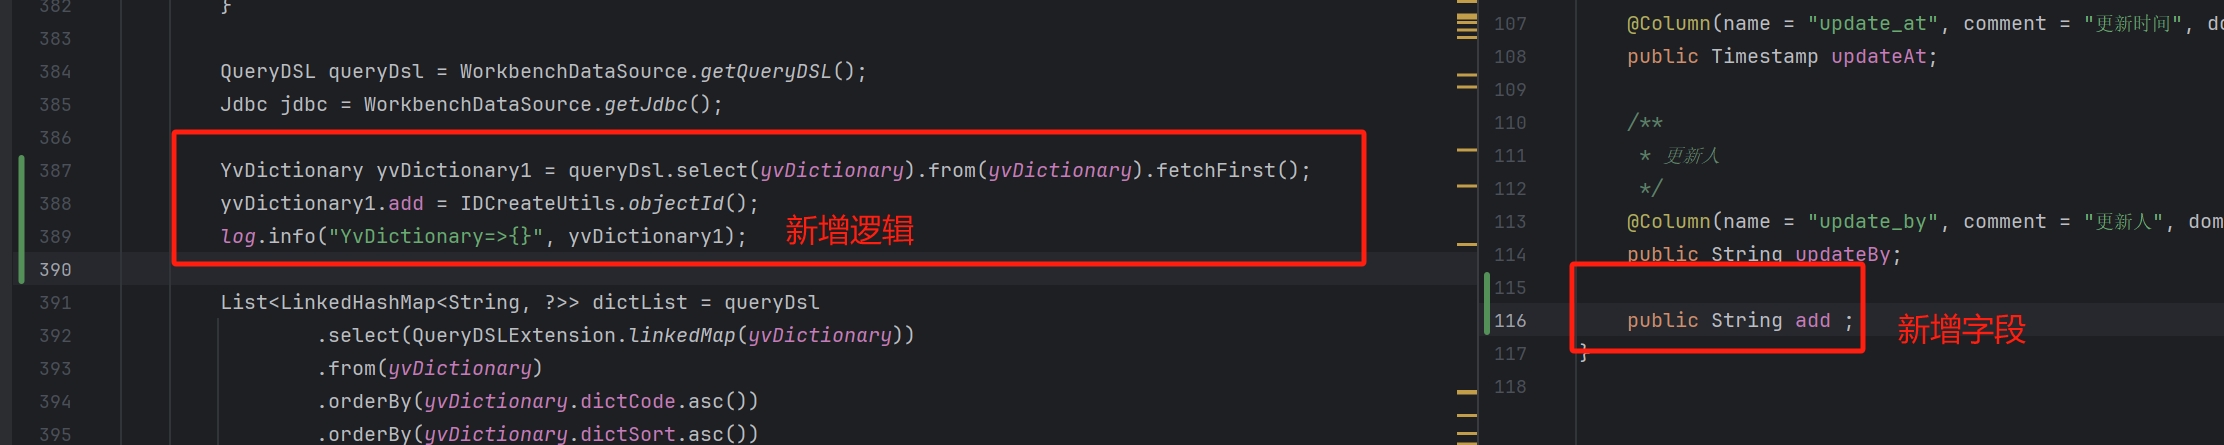 382 }
383
384 QueryDSL queryDsl = WorkbenchDataSource.getQueryDSL();
385 Jdbc jdbc = WorkbenchDataSource.getJdbc();
386
387 YvDictionary yvDictionary1 = queryDsl.select(yvDictionary).from(yvDictionary).fetchFirst();
388 yvDictionary1.add = IDCreateUtils.objectId();
389 log.info("YvDictionary=>{}", yvDictionary1);
新增逻辑
390
391 List<LinkedHashMap<String, ?>> dictList = queryDsl
392 .select(QueryDSLExtension.linkedMap(yvDictionary))
393 .from(yvDictionary)
394 .orderBy(yvDictionary.dictCode.asc())
395 .orderBy(yvDictionary.dictSort.asc())
107 @Column(name = "update_at", comment = "更新时间", do
108 public Timestamp updateAt;
109
110 /**
111 * 更新人
112 */
113 @Column(name = "update_by", comment = "更新人", dom
114 public String updateBy;
115
116 public String add ;
新增字段
117 }
118